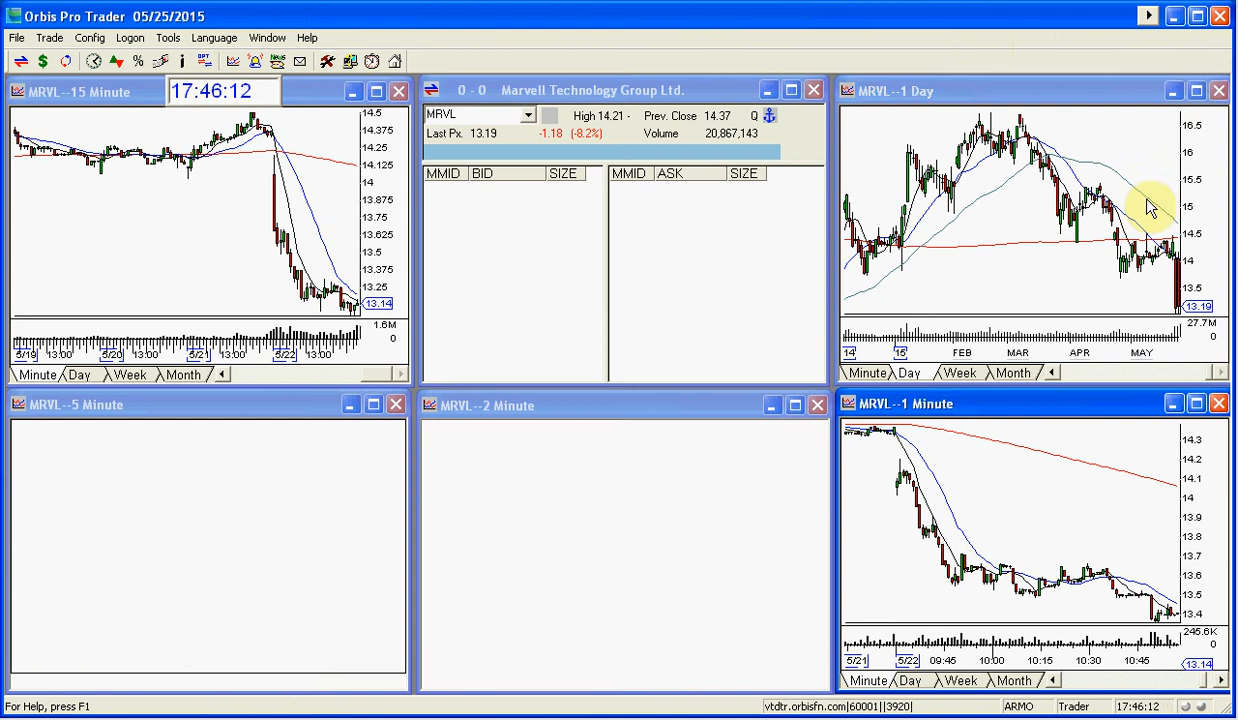 Orbis Pro Trader 05/25/2015
File Trade Config Logon Tools Language Window Help
MRVL--15 Minute
17:46:12
14.5
14.375
14.25
14.125
14
13.875
13.75
13.625
13.5
13.375
13.25
13.14
1.6M
0
5/19 13:00 5/20 13:00 5/21 13:00 5/22 13:00
Minute Day Week Month
0 - 0 Marvell Technology Group Ltd.
MRVL High 14.21 - Prev. Close 14.37 Q
Last Px. 13.19 -1.18 (-8.2%) Volume 20,867,143
MMID BID SIZE MMID ASK SIZE
MRVL--1 Day
16.5
16
15.5
15
14.5
14
13.5
13.19
27.7M
0
14 15 FEB MAR APR MAY
Minute Day Week Month
MRVL--5 Minute
MRVL--2 Minute
MRVL--1 Minute
14.3
14.2
14.1
14
13.9
13.8
13.7
13.6
13.5
13.4
245.6K
0
5/21 5/22 09:45 10:00 10:15 10:30 10:45
13.14
Minute Day Week Month
For Help, press F1
vtdtr.orbisfn.com|60001||3920| ARMO Trader 17:46:12